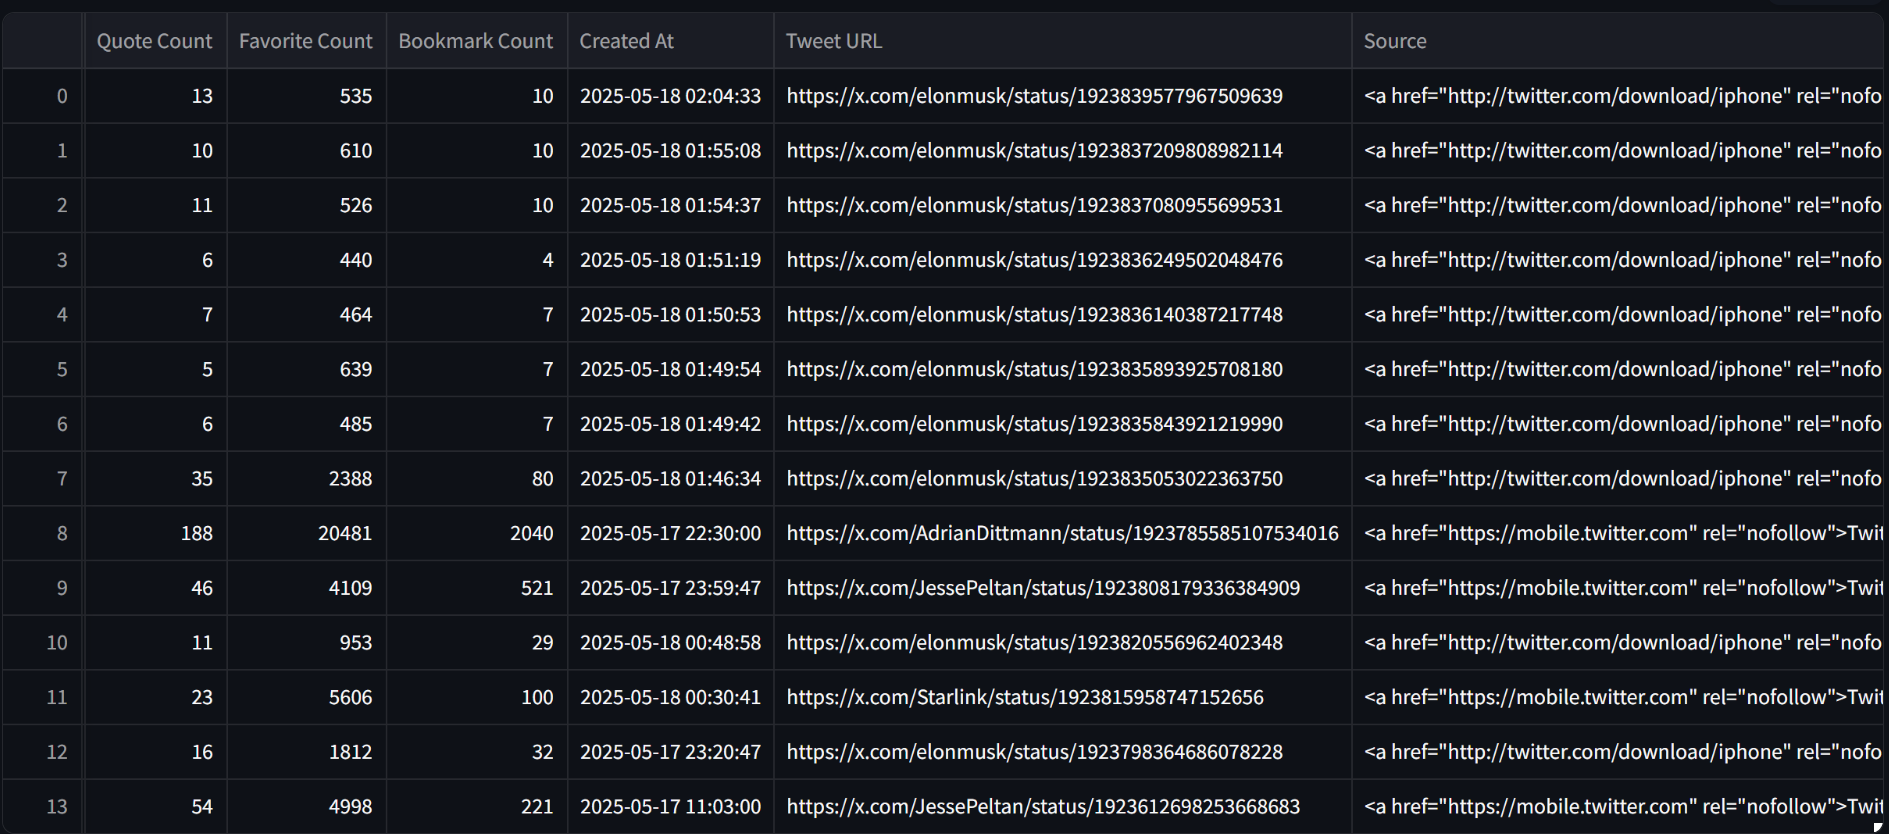 Quote Count Favorite Count Bookmark Count Created At Tweet URL Source
0 13 535 10 2025-05-18 02:04:33 https://x.com/elonmusk/status/1923839577967509639 <a href="http://twitter.com/download/iphone" rel="nofo
1 10 610 10 2025-05-18 01:55:08 https://x.com/elonmusk/status/1923837209808982114 <a href="http://twitter.com/download/iphone" rel="nofo
2 11 526 10 2025-05-18 01:54:37 https://x.com/elonmusk/status/1923837080955699531 <a href="http://twitter.com/download/iphone" rel="nofo
3 6 440 4 2025-05-18 01:51:19 https://x.com/elonmusk/status/1923836249502048476 <a href="http://twitter.com/download/iphone" rel="nofo
4 7 464 7 2025-05-18 01:50:53 https://x.com/elonmusk/status/1923836140387217748 <a href="http://twitter.com/download/iphone" rel="nofo
5 5 639 7 2025-05-18 01:49:54 https://x.com/elonmusk/status/1923835893925708180 <a href="http://twitter.com/download/iphone" rel="nofo
6 6 485 7 2025-05-18 01:49:42 https://x.com/elonmusk/status/1923835843921219990 <a href="http://twitter.com/download/iphone" rel="nofo
7 35 2388 80 2025-05-18 01:46:34 https://x.com/elonmusk/status/1923835053022363750 <a href="http://twitter.com/download/iphone" rel="nofo
8 188 20481 2040 2025-05-17 22:30:00 https://x.com/AdrianDittmann/status/1923785585107534016 <a href="https://mobile.twitter.com" rel="nofollow">Twit
9 46 4109 521 2025-05-17 23:59:47 https://x.com/JessePeltan/status/1923808179336384909 <a href="https://mobile.twitter.com" rel="nofollow">Twit
10 11 953 29 2025-05-18 00:48:58 https://x.com/elonmusk/status/1923820556962402348 <a href="http://twitter.com/download/iphone" rel="nofo
11 23 5606 100 2025-05-18 00:30:41 https://x.com/Starlink/status/1923815958747152656 <a href="https://mobile.twitter.com" rel="nofollow">Twit
12 16 1812 32 2025-05-17 23:20:47 https://x.com/elonmusk/status/1923798364686078228 <a href="http://twitter.com/download/iphone" rel="nofo
13 54 4998 221 2025-05-17 11:03:00 https://x.com/JessePeltan/status/1923612698253668683 <a href="https://mobile.twitter.com" rel="nofollow">Twit